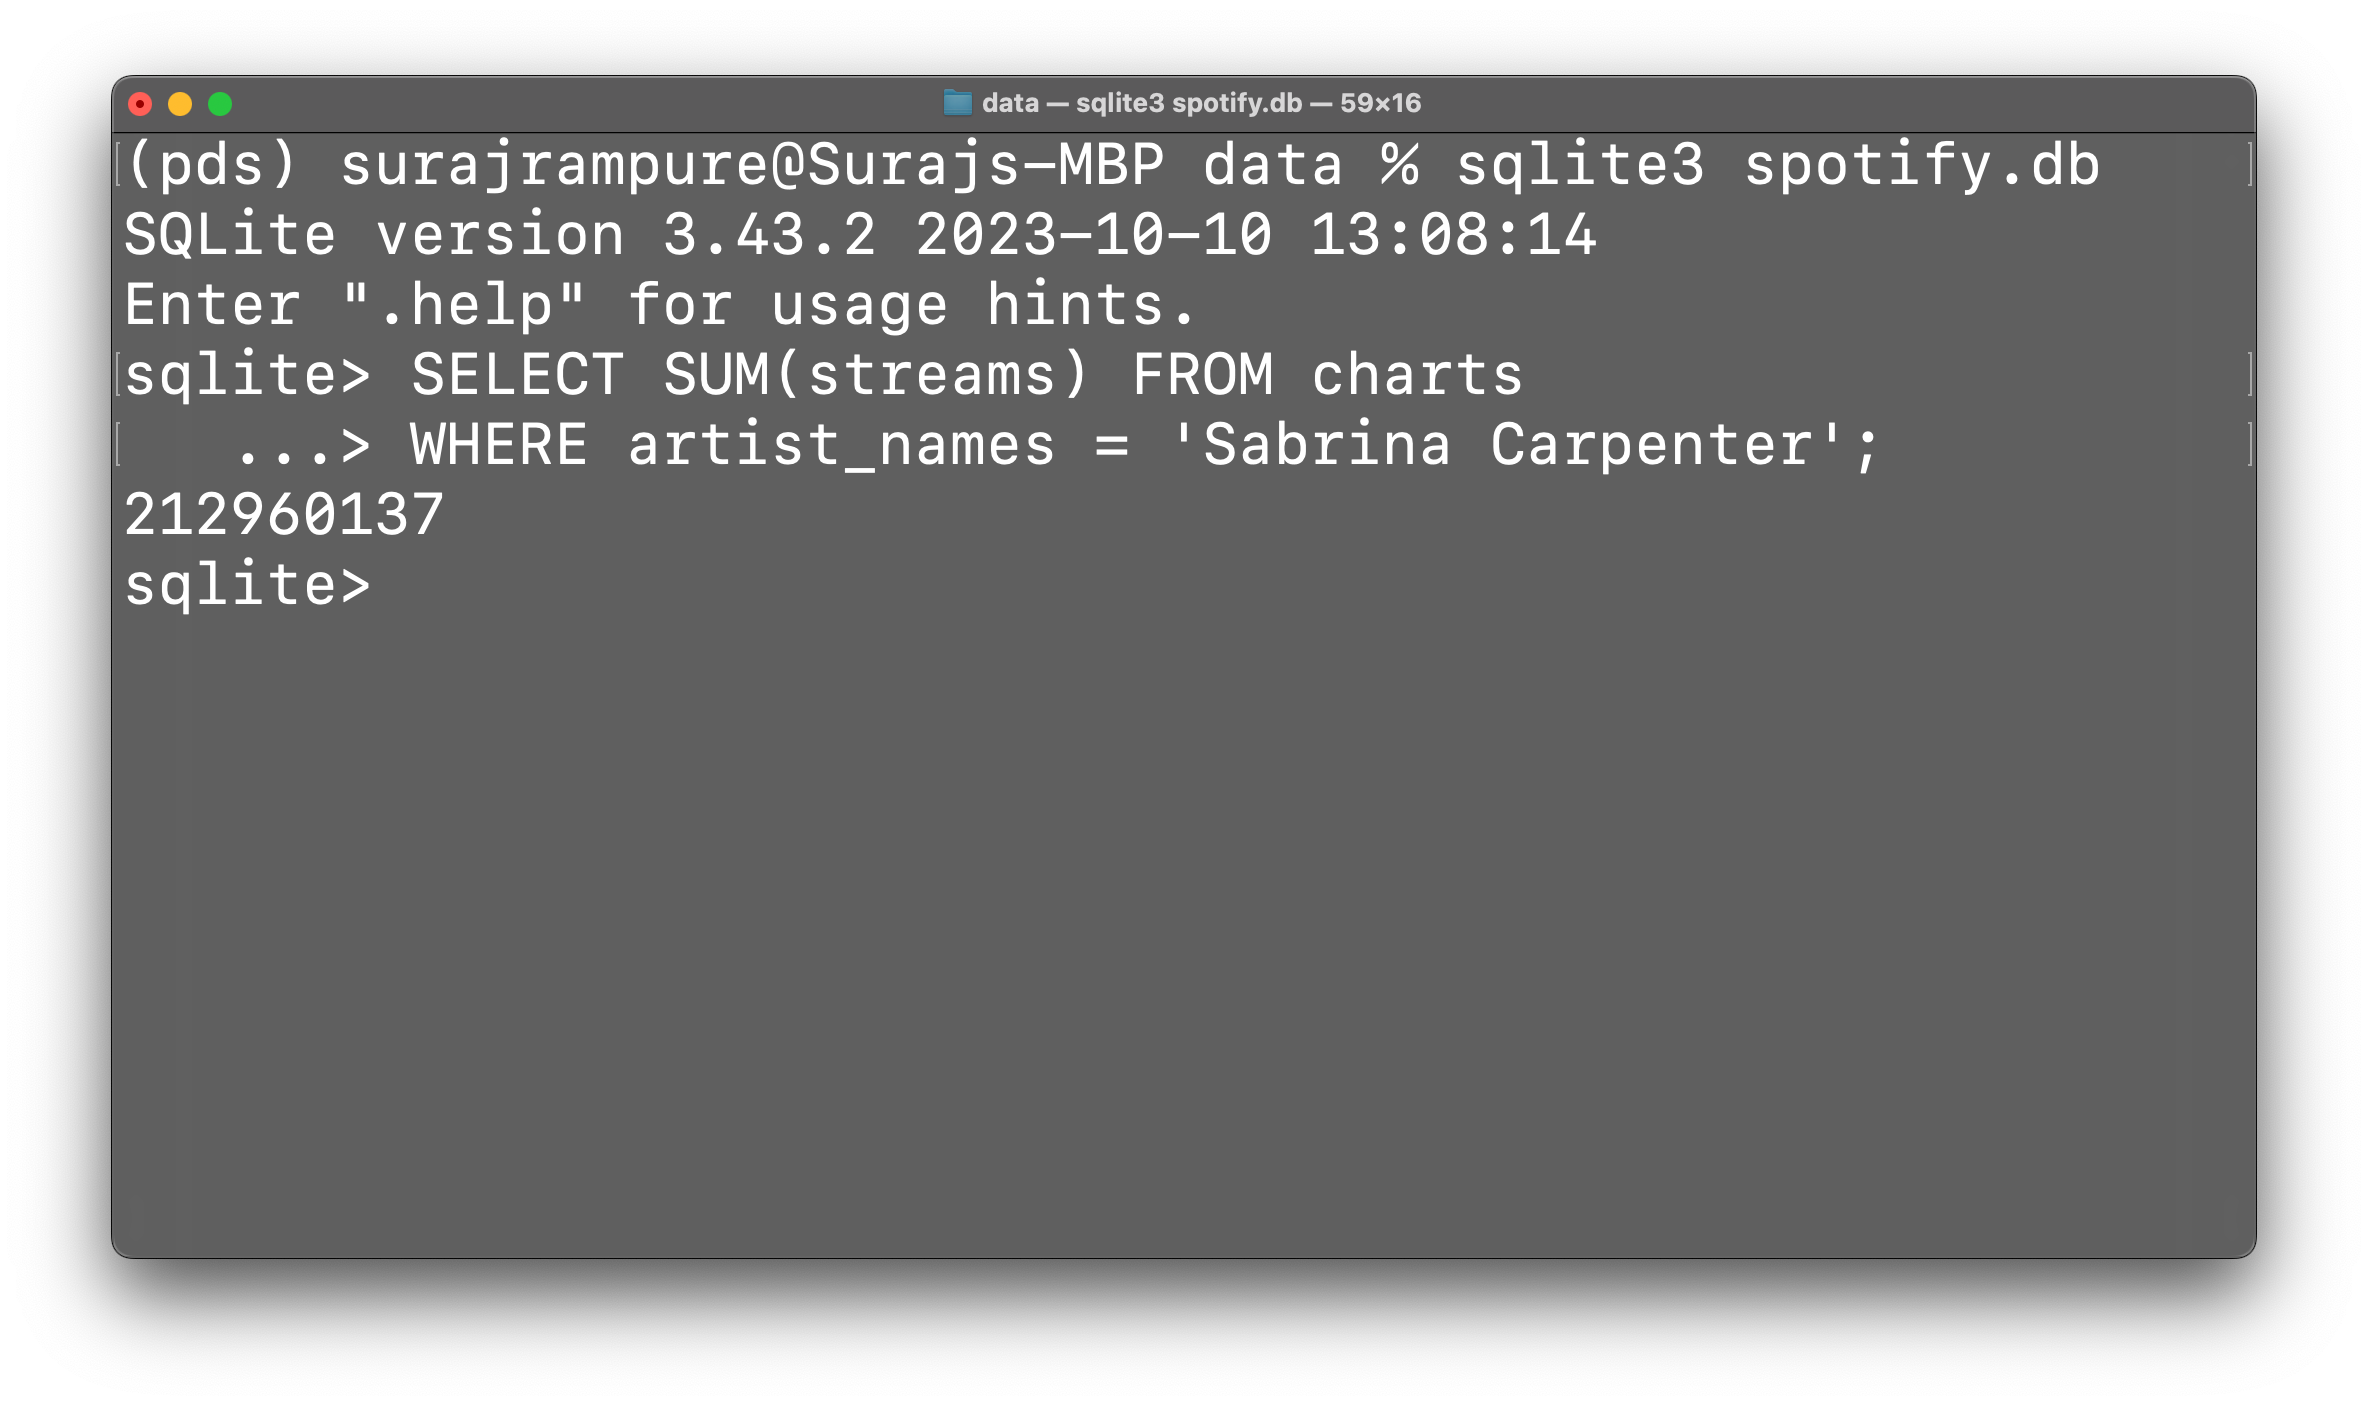 data — sqlite3 spotify.db — 59×16
(pds) surajrampure@Surajs-MBP data % sqlite3 spotify.db
SQLite version 3.43.2 2023-10-10 13:08:14
Enter ".help" for usage hints.
sqlite> SELECT SUM(streams) FROM charts
   ...> WHERE artist_names = 'Sabrina Carpenter';
212960137
sqlite>